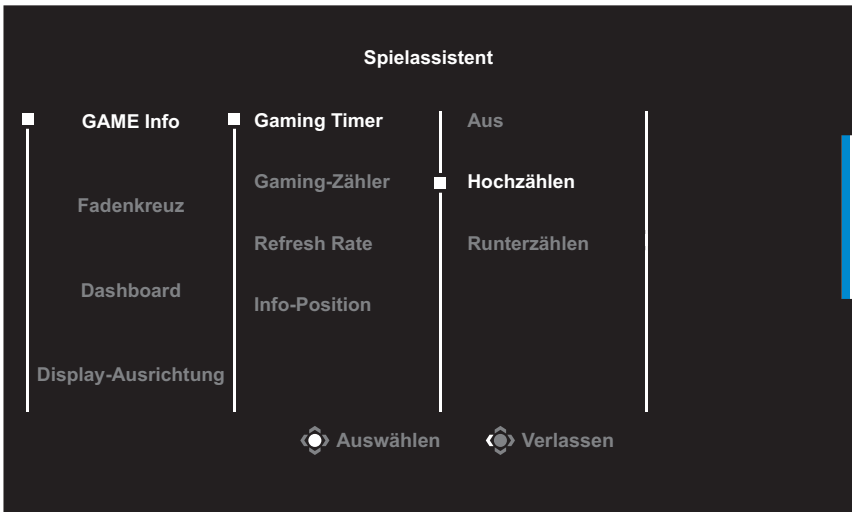 Spielassistent
GAME Info
Gaming Timer
Aus
Gaming-Zähler
Hochzählen
Fadenkreuz
Refresh Rate
Runterzählen
Dashboard
Info-Position
Display-Ausrichtung
Auswählen
Verlassen